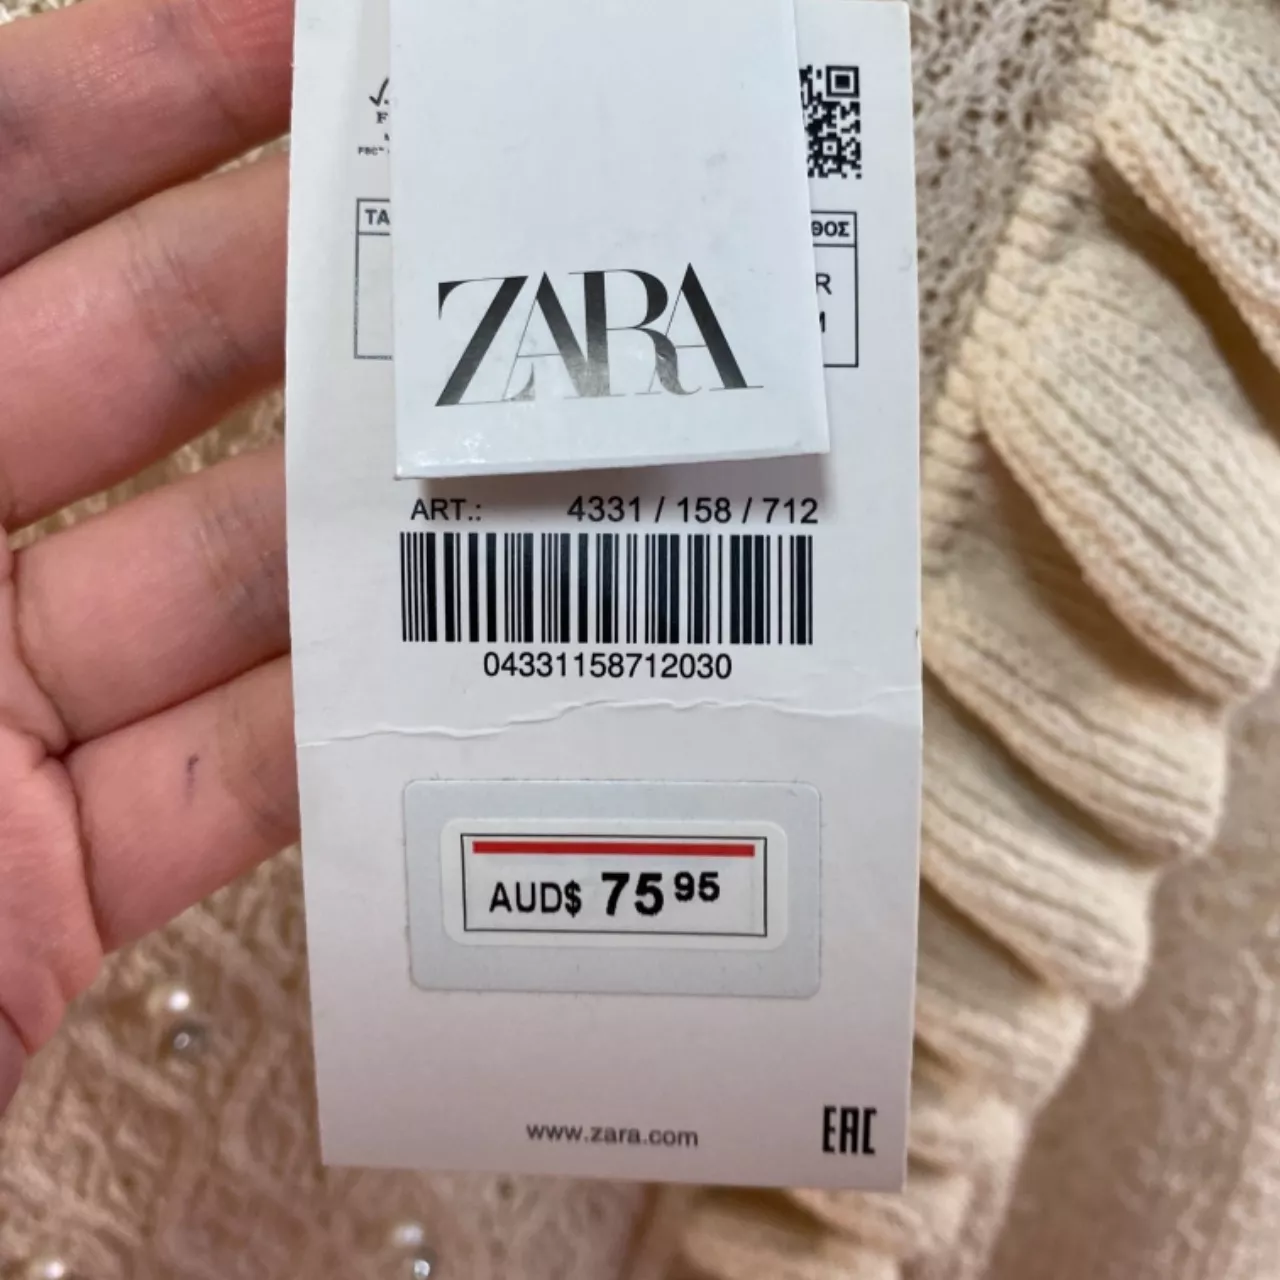 ZARA
ART.: 4331 / 158 / 712
04331158712030
AUD$ 75 95
www.zara.com
EAC